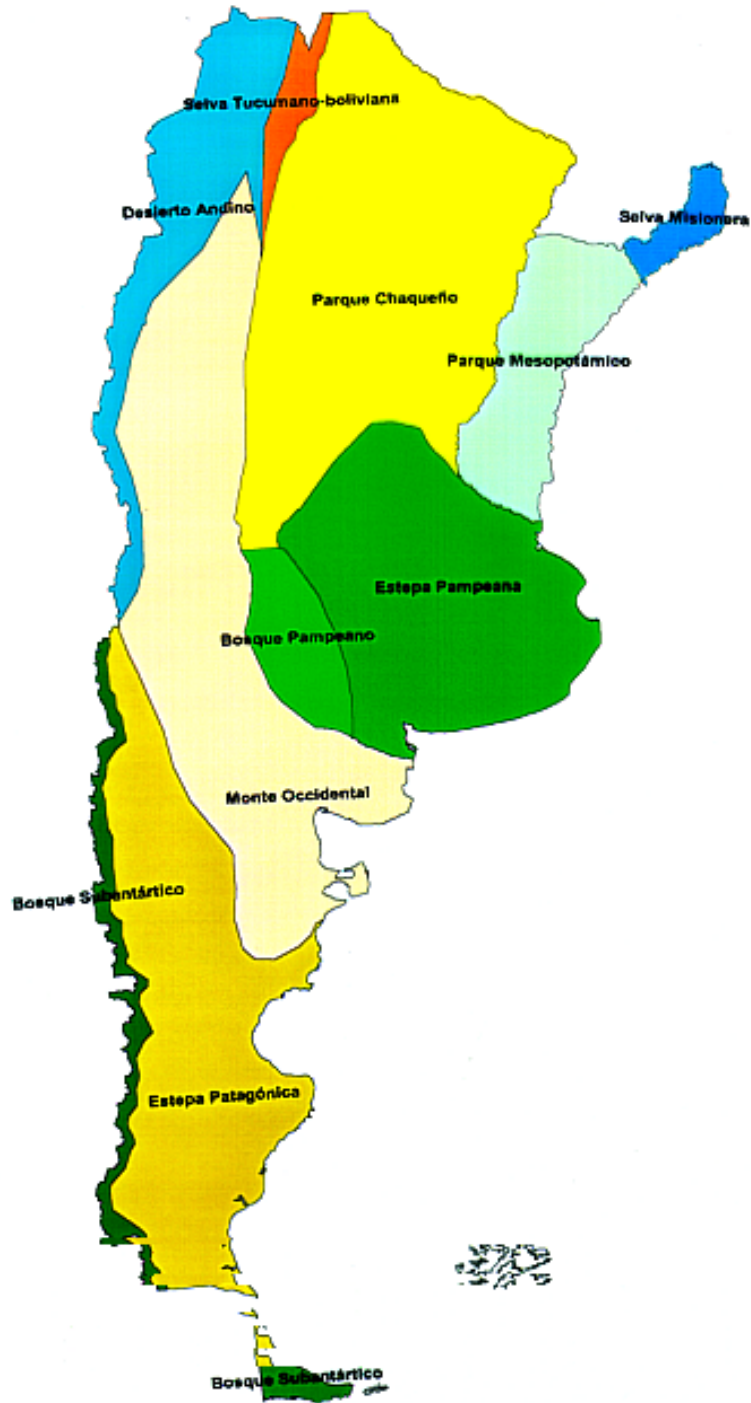 Selva Tucumano-boliviana
Desierto Andino
Selva Misionera
Parque Chaqueño
Parque Mesopotámico
Estepa Pampeana
Bosque Pampeano
Monte Occidental
Bosque Subantártico
Estepa Patagónica
Bosque Subantártico